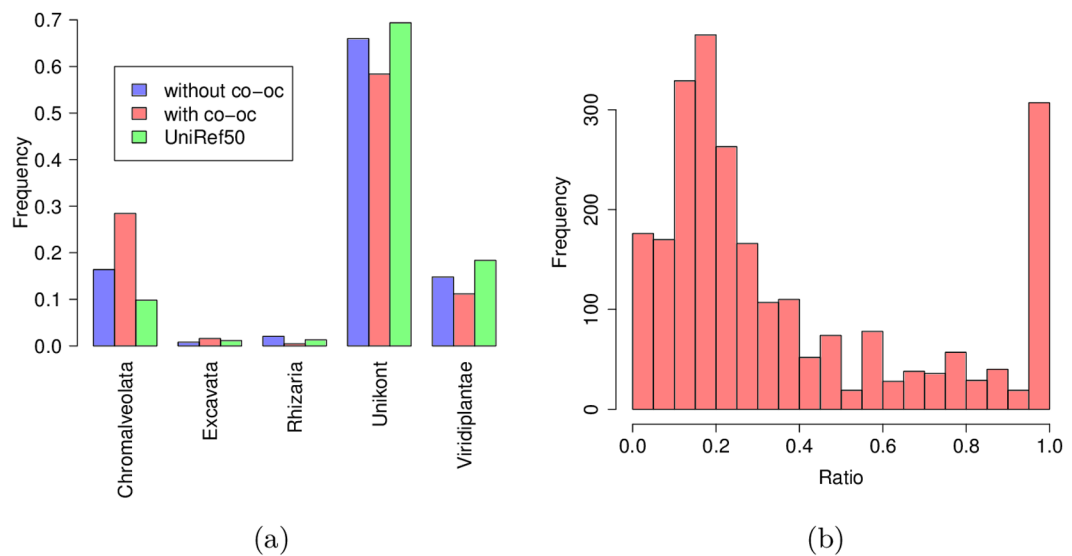 0.7
0.6
0.5
0.4
0.3
0.2
0.1
0.0
Frequency
without co-oc
with co-oc
UniRef50
Chromalveolata
Excavata
Rhizaria
Unikont
Viridiplantae
(a)
300
200
100
0
Frequency
0.0 0.2 0.4 0.6 0.8 1.0
Ratio
(b)